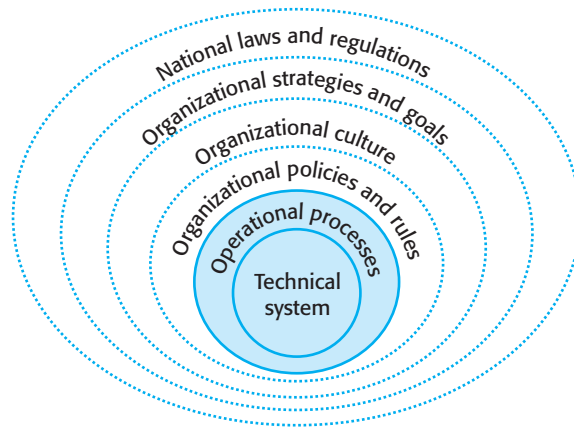 National laws and regulations
Organizational strategies and goals
Organizational culture
Organizational policies and rules
Operational processes
Technical
system